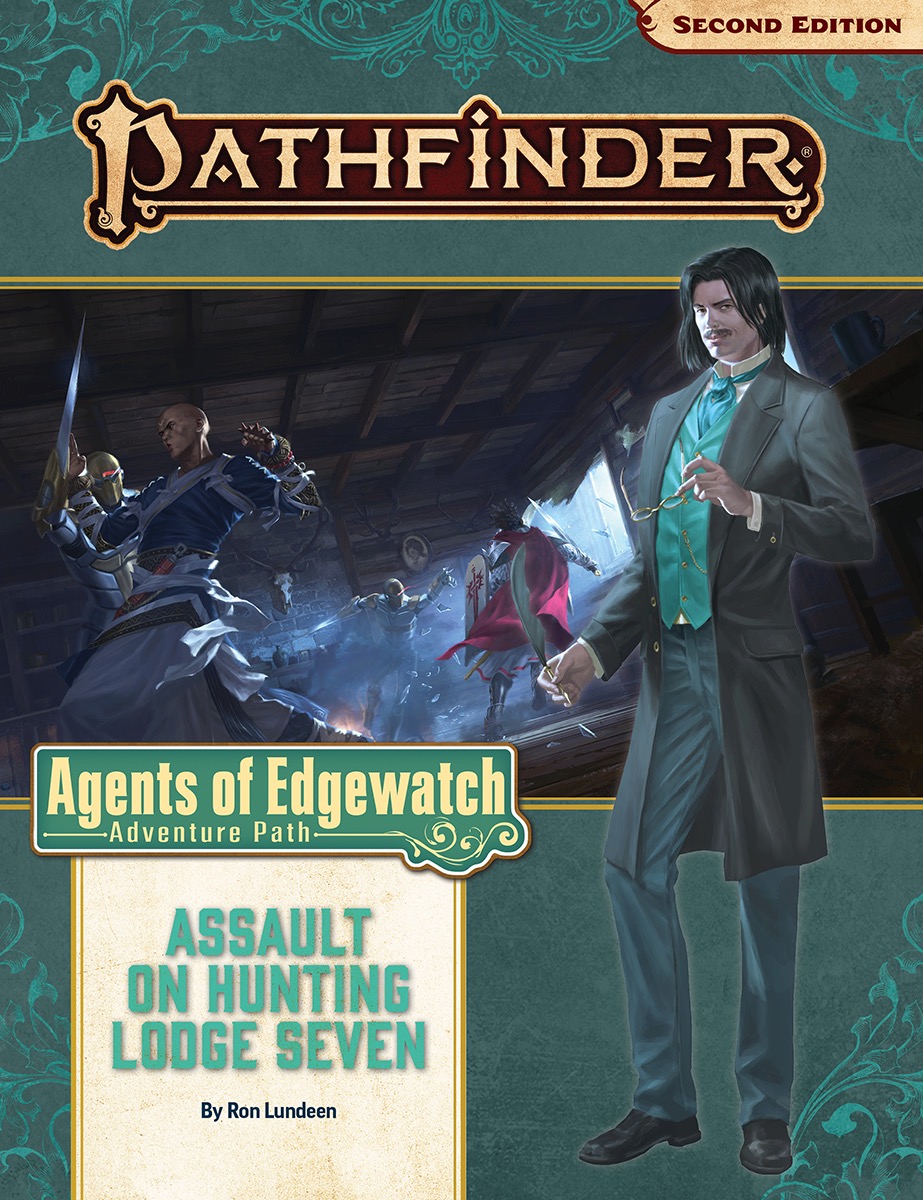 Second Edition
Pathfinder®
Agents of Edgewatch
Adventure Path
Assault
on Hunting
Lodge Seven
By Ron Lundeen